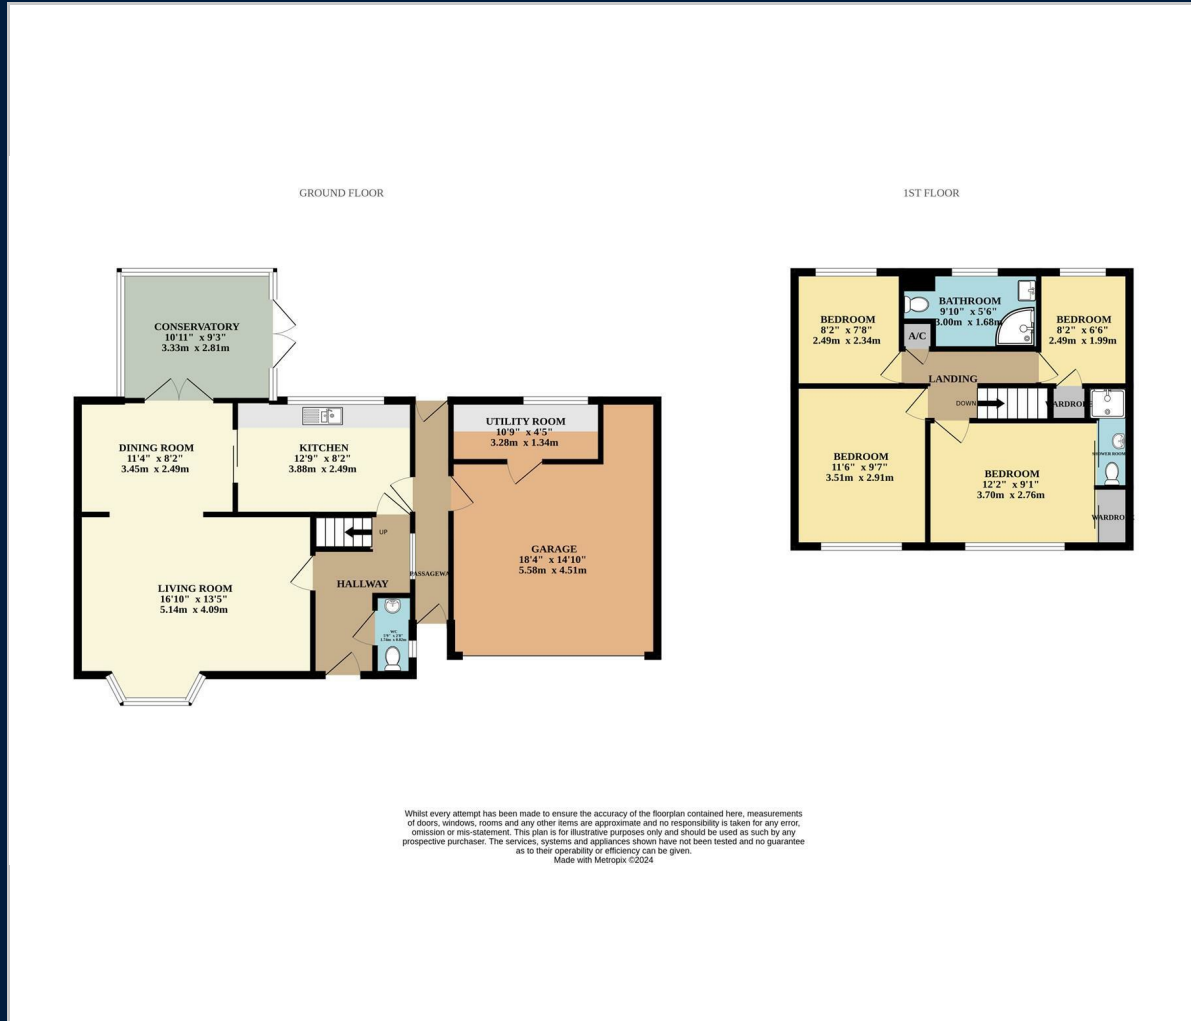 GROUND FLOOR
CONSERVATORY
10'11" x 9'3"
3.33m x 2.81m
DINING ROOM
11'4" x 8'2"
3.45m x 2.49m
KITCHEN
12'9" x 8'2"
3.88m x 2.49m
UTILITY ROOM
10'9" x 4'5"
3.28m x 1.34m
UP
GARAGE
18'4" x 14'10"
5.58m x 4.51m
PASSAGEWA
HALLWAY
LIVING ROOM
16'10" x 13'5"
5.14m x 4.09m
WC
1ST FLOOR
BEDROOM
8'2" x 7'8"
2.49m x 2.34m
BATHROOM
9'10" x 5'6"
3.00m x 1.68m
A/C
BEDROOM
8'2" x 6'6"
2.49m x 1.99m
LANDING
DOWN
WARDROBE
SHOWER ROOM
BEDROOM
11'6" x 9'7"
3.51m x 2.91m
BEDROOM
12'2" x 9'1"
3.70m x 2.76m
WARDROBE
Whilst every attempt has been made to ensure the accuracy of the floorplan contained here, measurements
of doors, windows, rooms and any other items are approximate and no responsibility is taken for any error,
omission or mis-statement. This plan is for illustrative purposes only and should be used as such by any
prospective purchaser. The services, systems and appliances shown have not been tested and no guarantee
as to their operability or efficiency can be given.
Made with Metropix ©2024